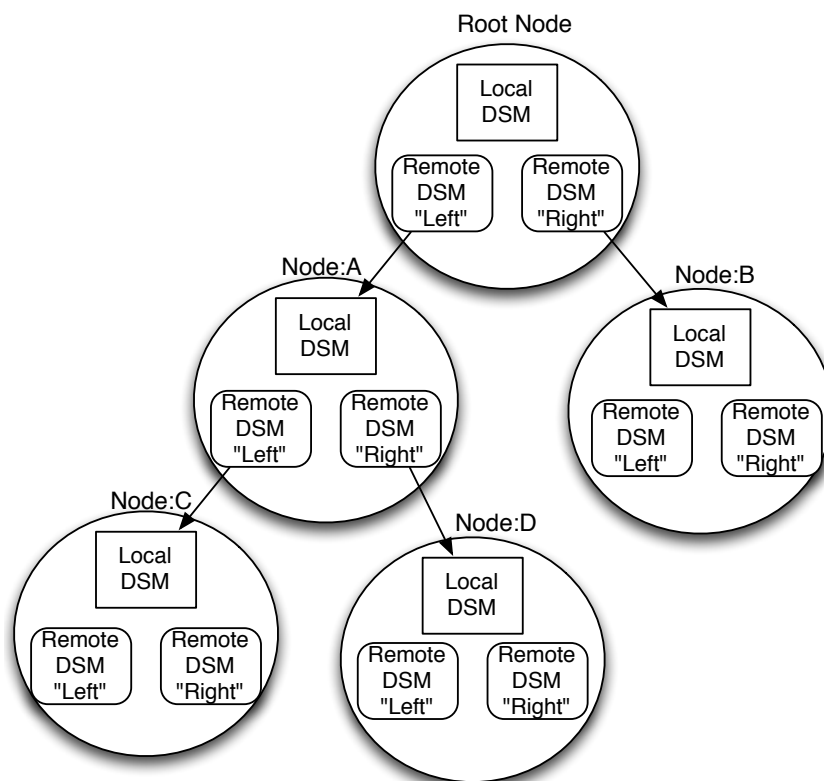 Root Node
Local
DSM
Remote
DSM
"Left"
Remote
DSM
"Right"
Node:A
Local
DSM
Remote
DSM
"Left"
Remote
DSM
"Right"
Node:B
Local
DSM
Remote
DSM
"Left"
Remote
DSM
"Right"
Node:C
Local
DSM
Remote
DSM
"Left"
Remote
DSM
"Right"
Node:D
Local
DSM
Remote
DSM
"Left"
Remote
DSM
"Right"